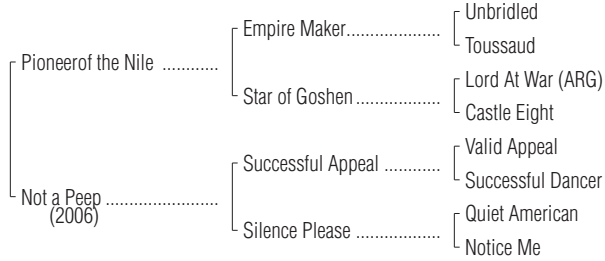 Unbridled
Empire Maker....................
Toussaud
Pioneerof the Nile ............
Lord At War (ARG)
Star of Goshen ..................
Castle Eight
Valid Appeal
Successful Appeal ............
Successful Dancer
Not a Peep ........................
(2006)
Quiet American
Silence Please ..................
Notice Me